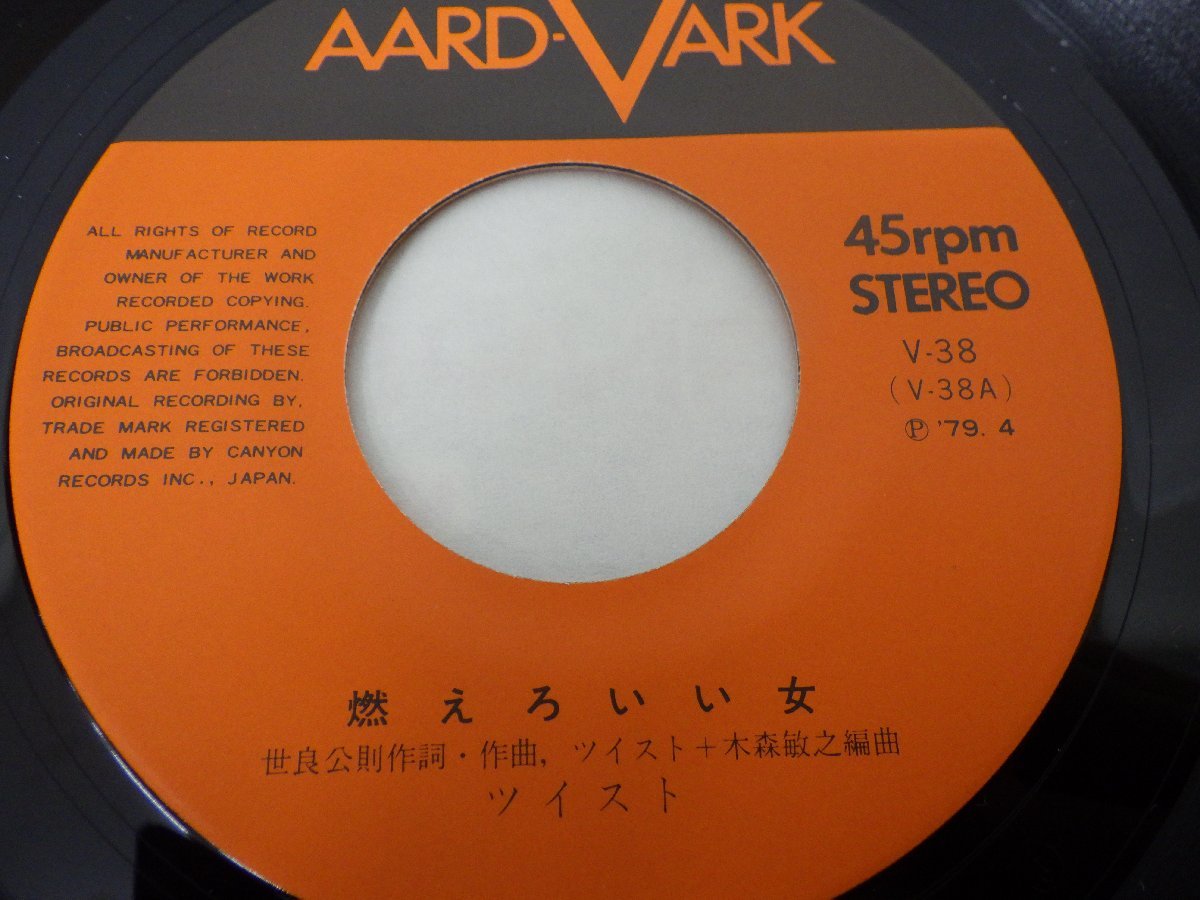 AARD-VARK
ALL RIGHTS OF RECORD
MANUFACTURER AND
OWNER OF THE WORK
RECORDED COPYING.
PUBLIC PERFORMANCE,
BROADCASTING OF THESE
RECORDS ARE FORBIDDEN.
ORIGINAL RECORDING BY,
TRADE MARK REGISTERED
AND MADE BY CANYON
RECORDS INC., JAPAN.
45rpm
STEREO
V-38
(V-38A)
Ⓟ '79. 4
燃えろいい女
世良公則作詞・作曲, ツイスト+木森敏之編曲
ツイスト